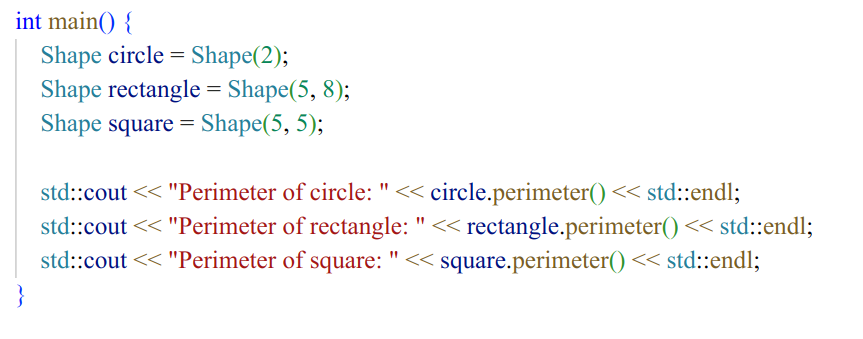 int main() {
    Shape circle = Shape(2);
    Shape rectangle = Shape(5, 8);
    Shape square = Shape(5, 5);

    std::cout << "Perimeter of circle: " << circle.perimeter() << std::endl;
    std::cout << "Perimeter of rectangle: " << rectangle.perimeter() << std::endl;
    std::cout << "Perimeter of square: " << square.perimeter() << std::endl;
}